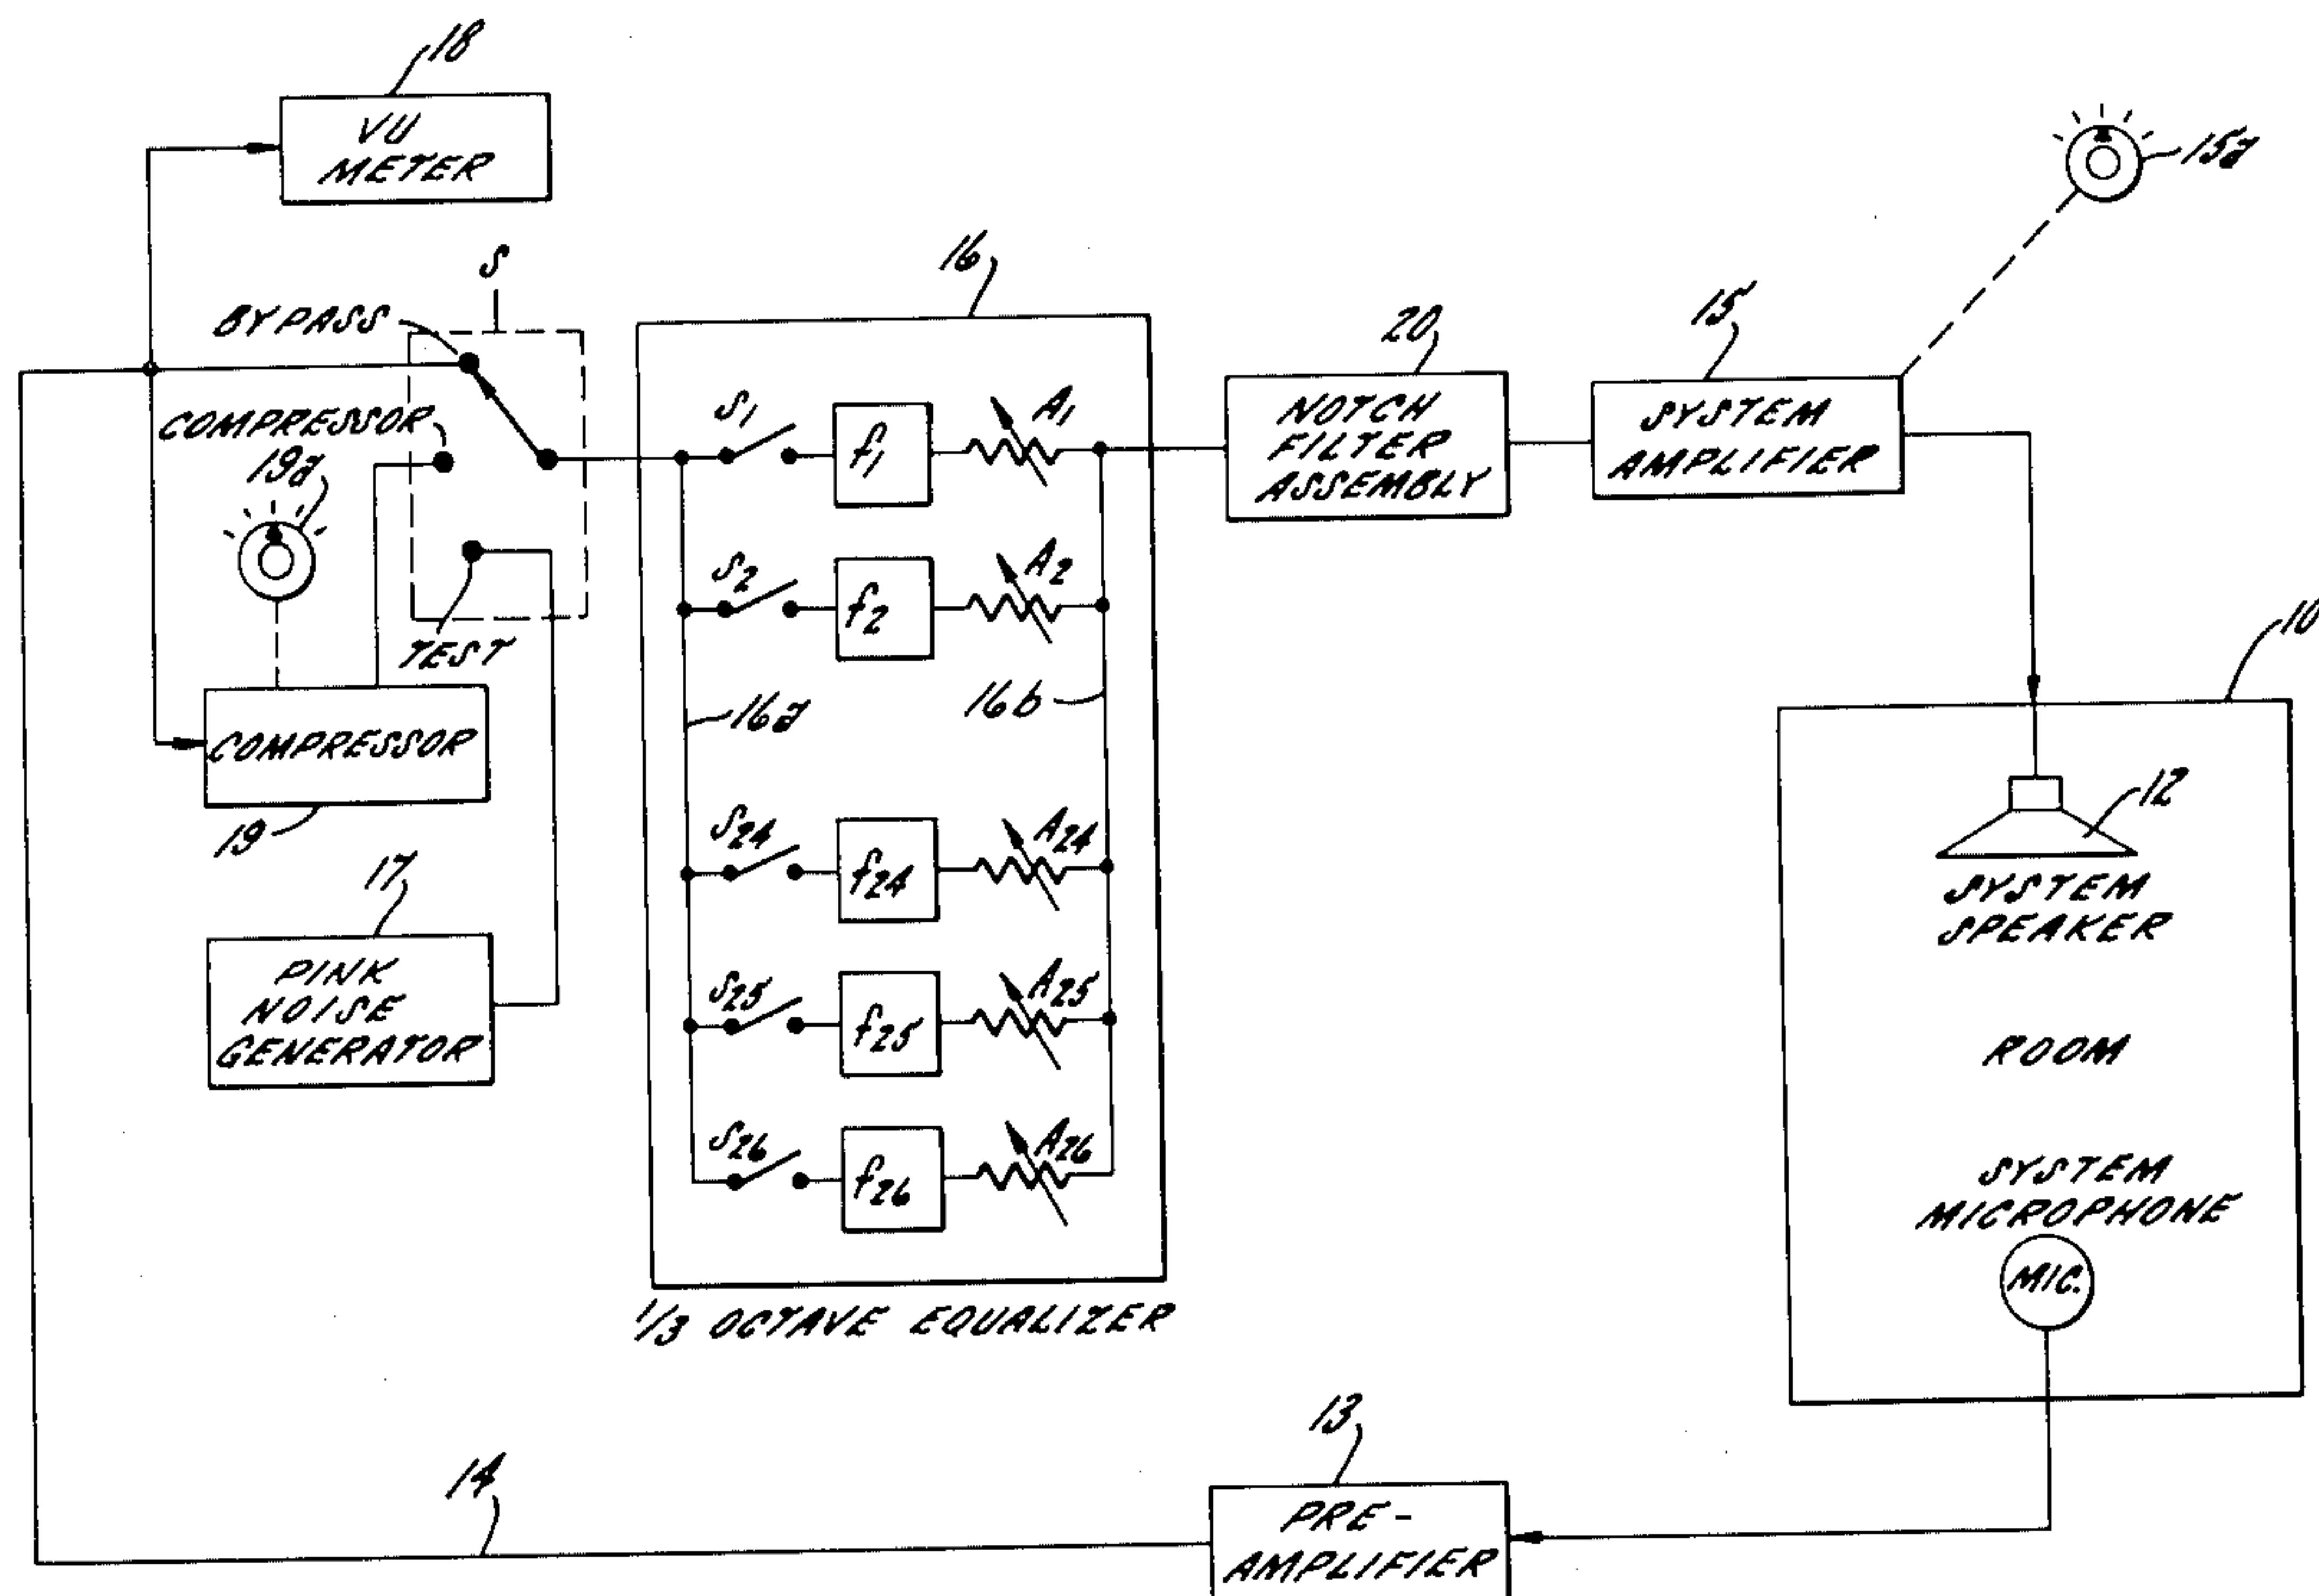 18
VU
METER
S
BYPASS
COMPRESSOR
19a
TEST
COMPRESSOR
19
17
PINK
NOISE
GENERATOR
16
S1
f1
A1
S2
f2
A2
16a
16b
S24
f24
A24
S25
f25
A25
S26
f26
A26
1/3 OCTAVE EQUALIZER
20
NOTCH
FILTER
ASSEMBLY
15
SYSTEM
AMPLIFIER
15a
10
12
SYSTEM
SPEAKER
ROOM
SYSTEM
MICROPHONE
MIC.
13
PRE-
AMPLIFIER
14